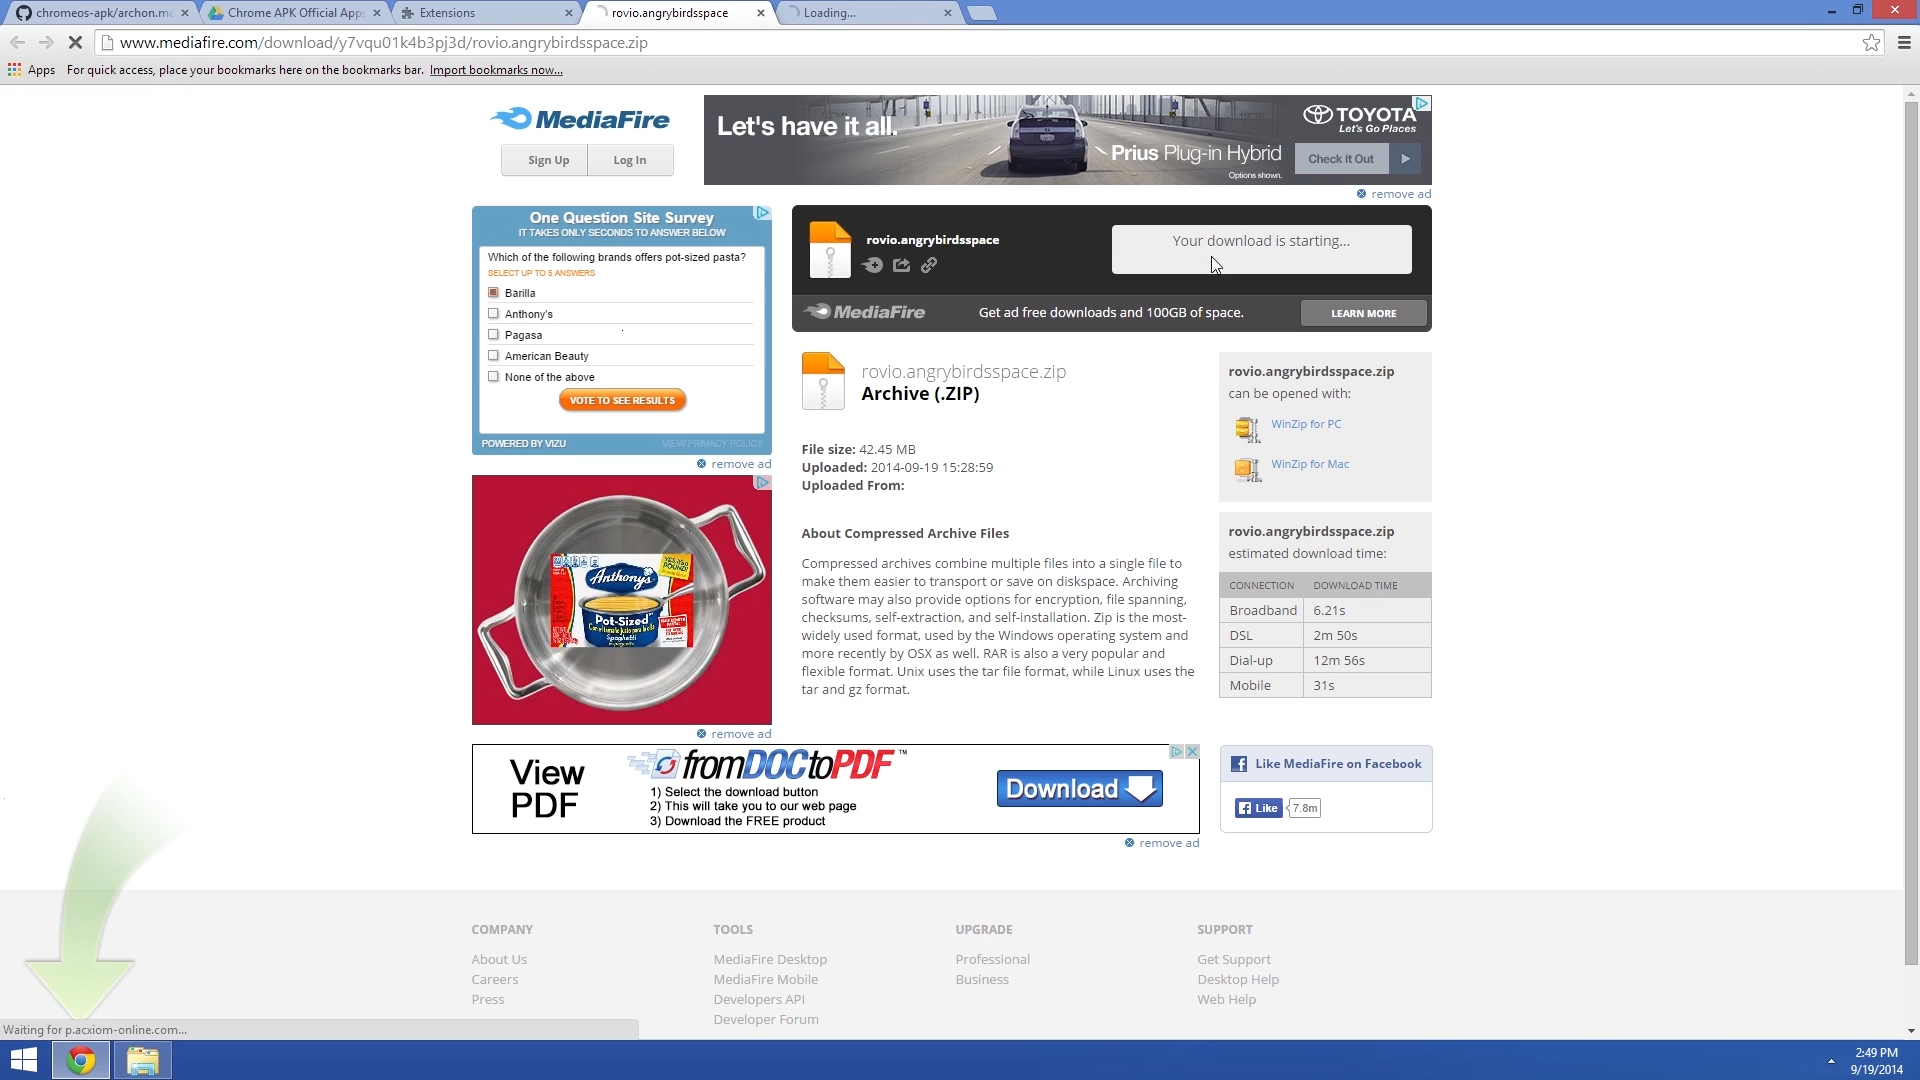 chromeos-apk/archon.mc
Chrome APK Official Apps
Extensions
rovio.angrybirdsspace
Loading...
www.mediafire.com/download/y7vqu01k4b3pj3d/rovio.angrybirdsspace.zip
Apps
For quick access, place your bookmarks here on the bookmarks bar. Import bookmarks now...
MediaFire
Sign Up
Log In
Let's have it all.
TOYOTA
Let's Go Places
Prius Plug-in Hybrid
Options shown.
Check It Out
remove ad
One Question Site Survey
IT TAKES ONLY SECONDS TO ANSWER BELOW
Which of the following brands offers pot-sized pasta?
SELECT UP TO 5 ANSWERS
Barilla
Anthony's
Pagasa
American Beauty
None of the above
VOTE TO SEE RESULTS
POWERED BY VIZU
VIEW PRIVACY POLICY
remove ad
rovio.angrybirdsspace
Your download is starting...
MediaFire
Get ad free downloads and 100GB of space.
LEARN MORE
rovio.angrybirdsspace.zip
Archive (.ZIP)
File size: 42.45 MB
Uploaded: 2014-09-19 15:28:59
Uploaded From:
About Compressed Archive Files
Compressed archives combine multiple files into a single file to
make them easier to transport or save on diskspace. Archiving
software may also provide options for encryption, file spanning,
checksums, self-extraction, and self-installation. Zip is the most-
widely used format, used by the Windows operating system and
more recently by OSX as well. RAR is also a very popular and
flexible format. Unix uses the tar file format, while Linux uses the
tar and gz format.
rovio.angrybirdsspace.zip
can be opened with:
WinZip for PC
WinZip for Mac
rovio.angrybirdsspace.zip
estimated download time:
CONNECTION DOWNLOAD TIME
Broadband 6.21s
DSL 2m 50s
Dial-up 12m 56s
Mobile 31s
Anthony's
Pot-Sized
Spaghetti
remove ad
View
PDF
fromDOCtoPDF™
1) Select the download button
2) This will take you to our web page
3) Download the FREE product
Download
remove ad
Like MediaFire on Facebook
Like
7.8m
COMPANY
About Us
Careers
Press
TOOLS
MediaFire Desktop
MediaFire Mobile
Developers API
Developer Forum
UPGRADE
Professional
Business
SUPPORT
Get Support
Desktop Help
Web Help
Waiting for p.acxiom-online.com...
2:49 PM
9/19/2014